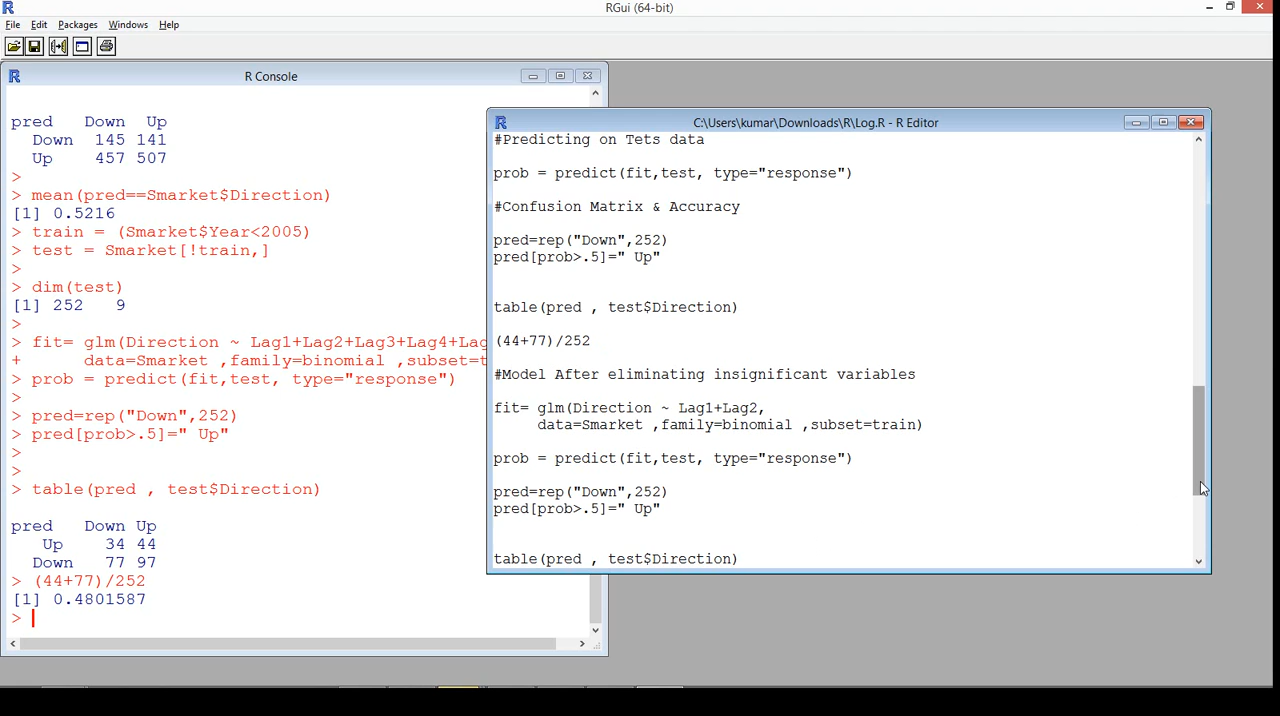 RGui (64-bit)
File Edit Packages Windows Help
R Console
pred Down Up
Down 145 141
Up 457 507
>
> mean(pred==Smarket$Direction)
[1] 0.5216
> train = (Smarket$Year<2005)
> test = Smarket[!train,]
>
> dim(test)
[1] 252 9
>
> fit= glm(Direction ~ Lag1+Lag2+Lag3+Lag4+Lag
+ data=Smarket ,family=binomial ,subset=t
> prob = predict(fit,test, type="response")
>
> pred=rep("Down",252)
> pred[prob>.5]=" Up"
>
>
> table(pred , test$Direction)
pred Down Up
Up 34 44
Down 77 97
> (44+77)/252
[1] 0.4801587
>
C:\Users\kumar\Downloads\R\Log.R - R Editor
#Predicting on Tets data
prob = predict(fit,test, type="response")
#Confusion Matrix & Accuracy
pred=rep("Down",252)
pred[prob>.5]=" Up"
table(pred , test$Direction)
(44+77)/252
#Model After eliminating insignificant variables
fit= glm(Direction ~ Lag1+Lag2,
data=Smarket ,family=binomial ,subset=train)
prob = predict(fit,test, type="response")
pred=rep("Down",252)
pred[prob>.5]=" Up"
table(pred , test$Direction)